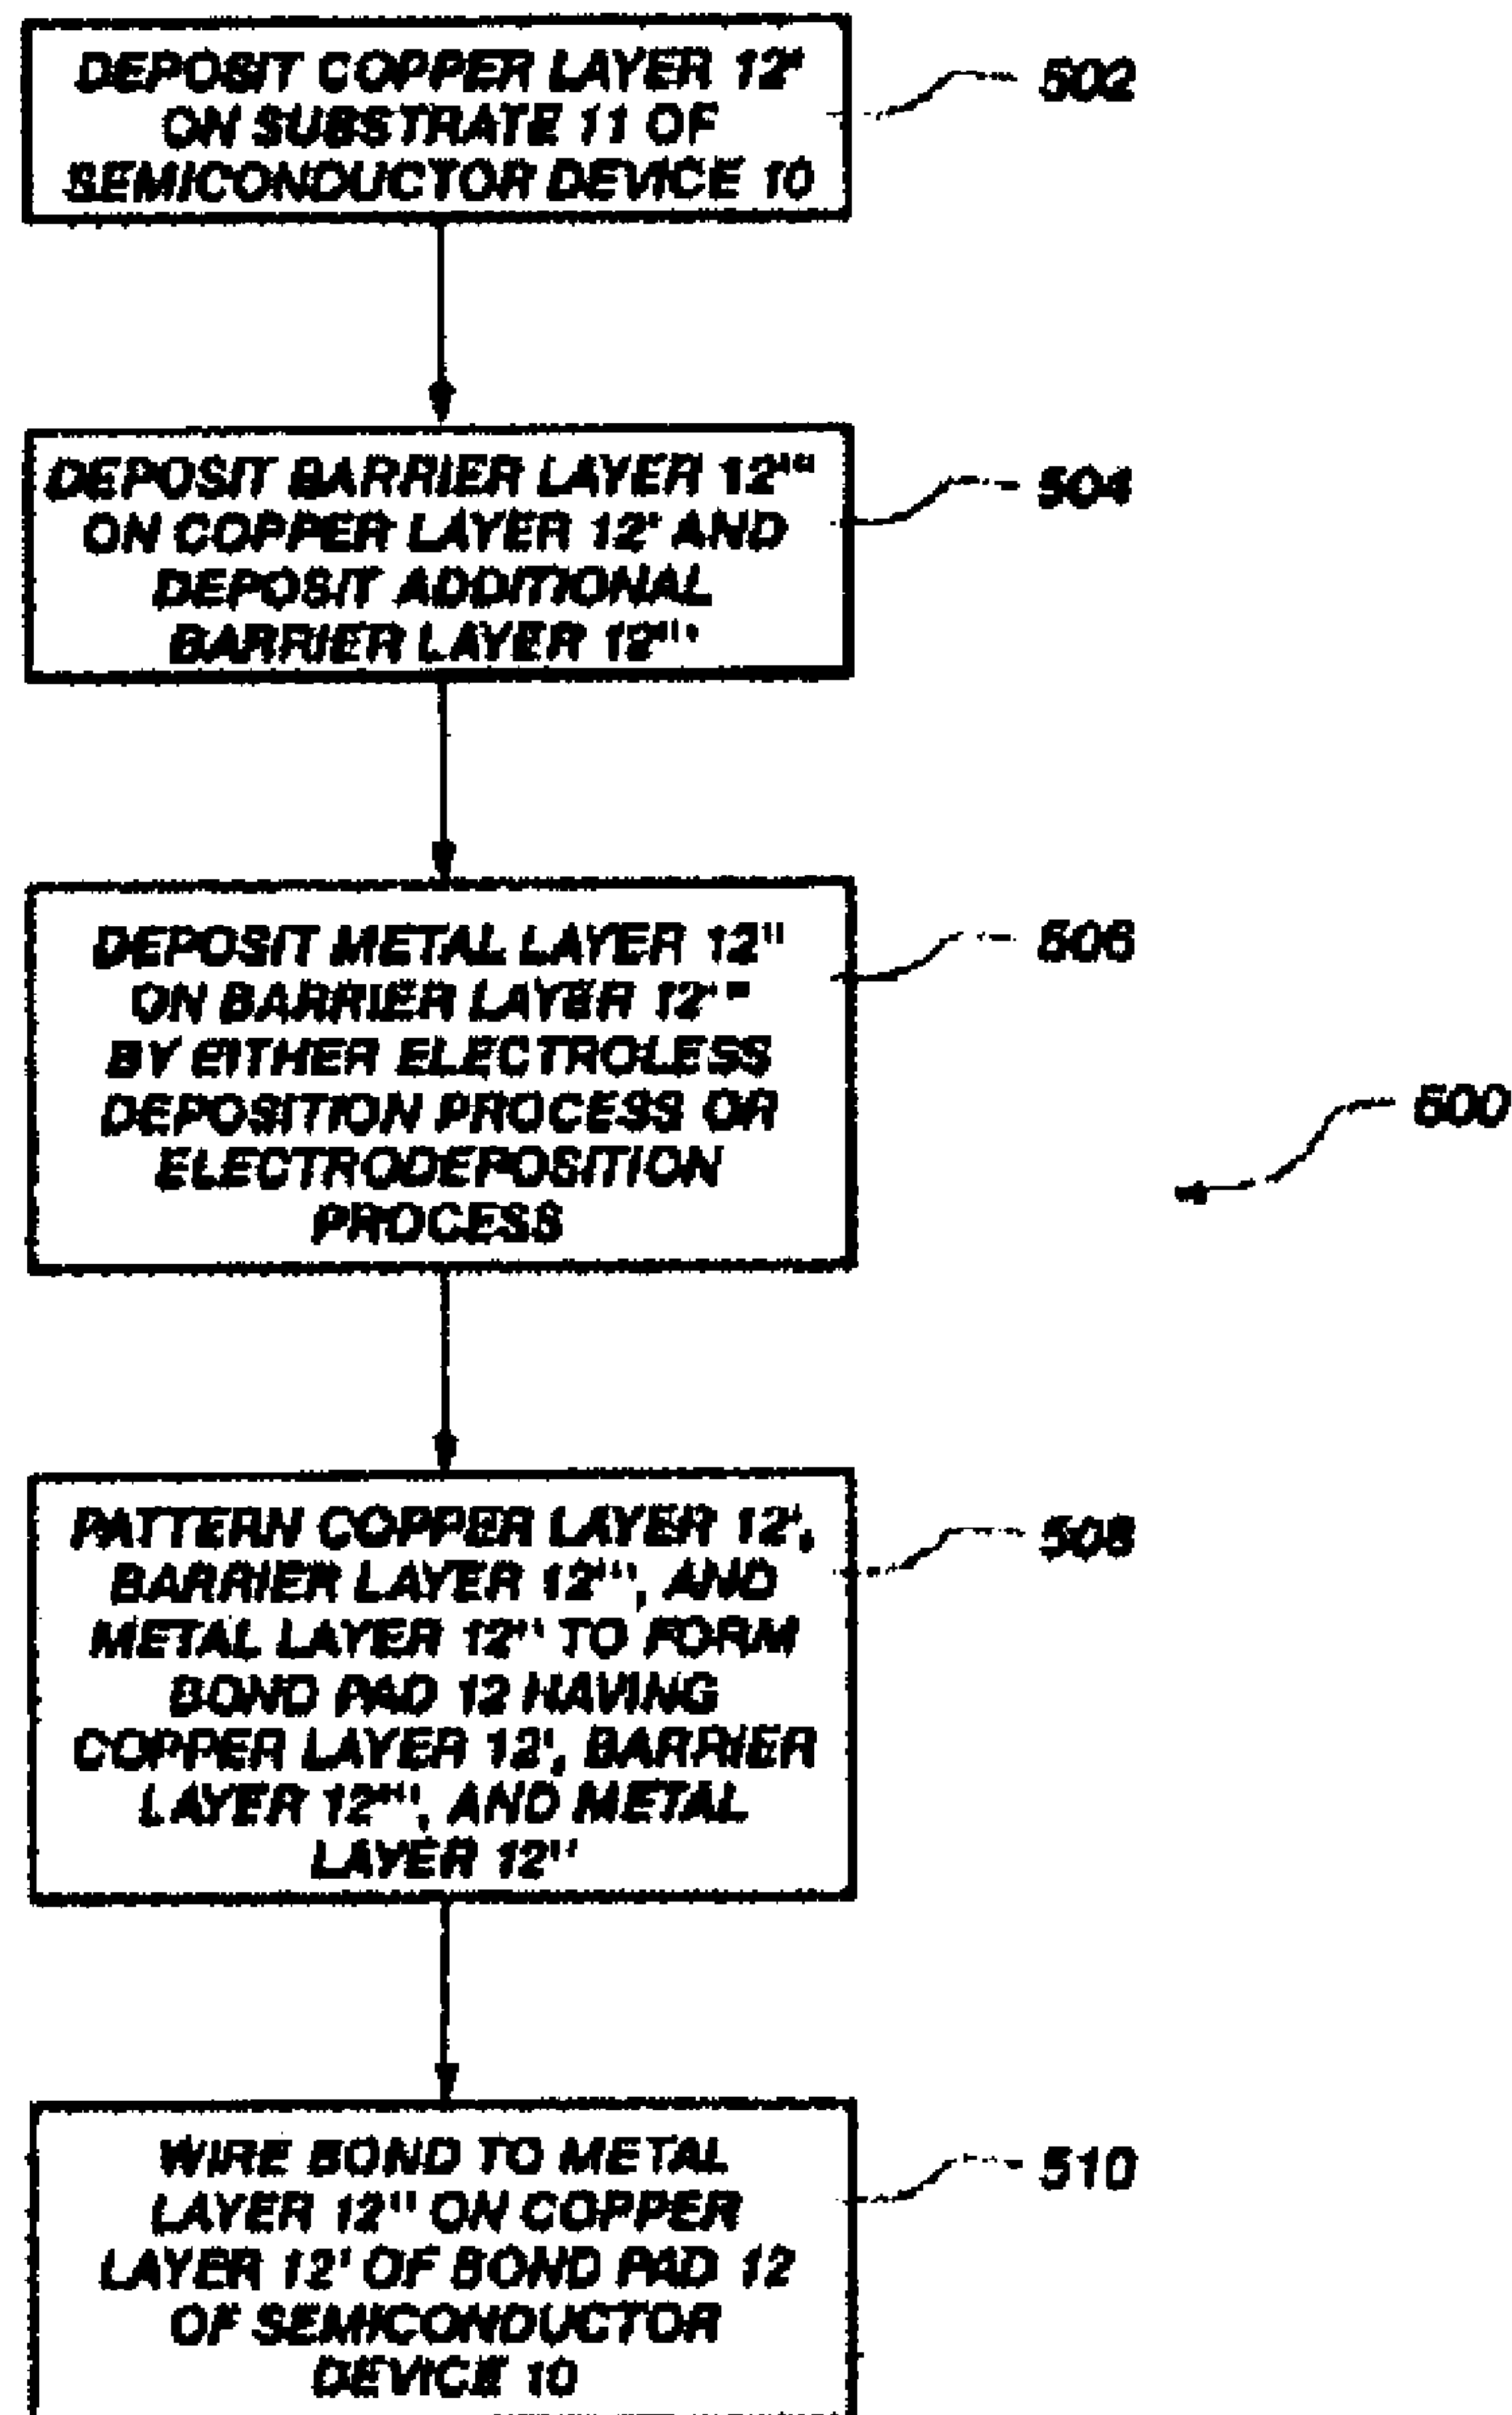 DEPOSIT COPPER LAYER 12'
ON SUBSTRATE 11 OF
SEMICONDUCTOR DEVICE 10
502
DEPOSIT BARRIER LAYER 12'''
ON COPPER LAYER 12' AND
DEPOSIT ADDITIONAL
BARRIER LAYER 12'''
504
DEPOSIT METAL LAYER 12''
ON BARRIER LAYER 12'''
BY EITHER ELECTROLESS
DEPOSITION PROCESS OR
ELECTRODEPOSITION
PROCESS
506
500
PATTERN COPPER LAYER 12',
BARRIER LAYER 12''', AND
METAL LAYER 12'' TO FORM
BOND PAD 12 HAVING
COPPER LAYER 12', BARRIER
LAYER 12''', AND METAL
LAYER 12''
508
WIRE BOND TO METAL
LAYER 12'' ON COPPER
LAYER 12' OF BOND PAD 12
OF SEMICONDUCTOR
DEVICE 10
510